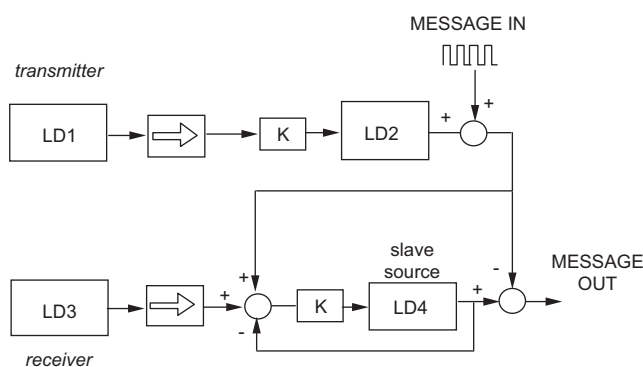 MESSAGE IN
transmitter
LD1
K
LD2
+
+
slave
source
MESSAGE
OUT
LD3
+
+
-
K
LD4
+
-
receiver